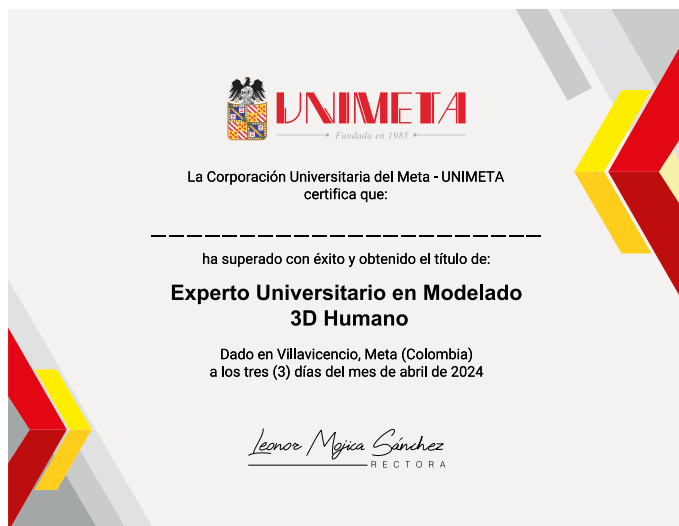 UNIMETA
Fundada en 1985
La Corporación Universitaria del Meta - UNIMETA
certifica que:
ha superado con éxito y obtenido el título de:
Experto Universitario en Modelado
3D Humano
Dado en Villavicencio, Meta (Colombia)
a los tres (3) días del mes de abril de 2024
Leonor Mojica Sánchez
RECTORA